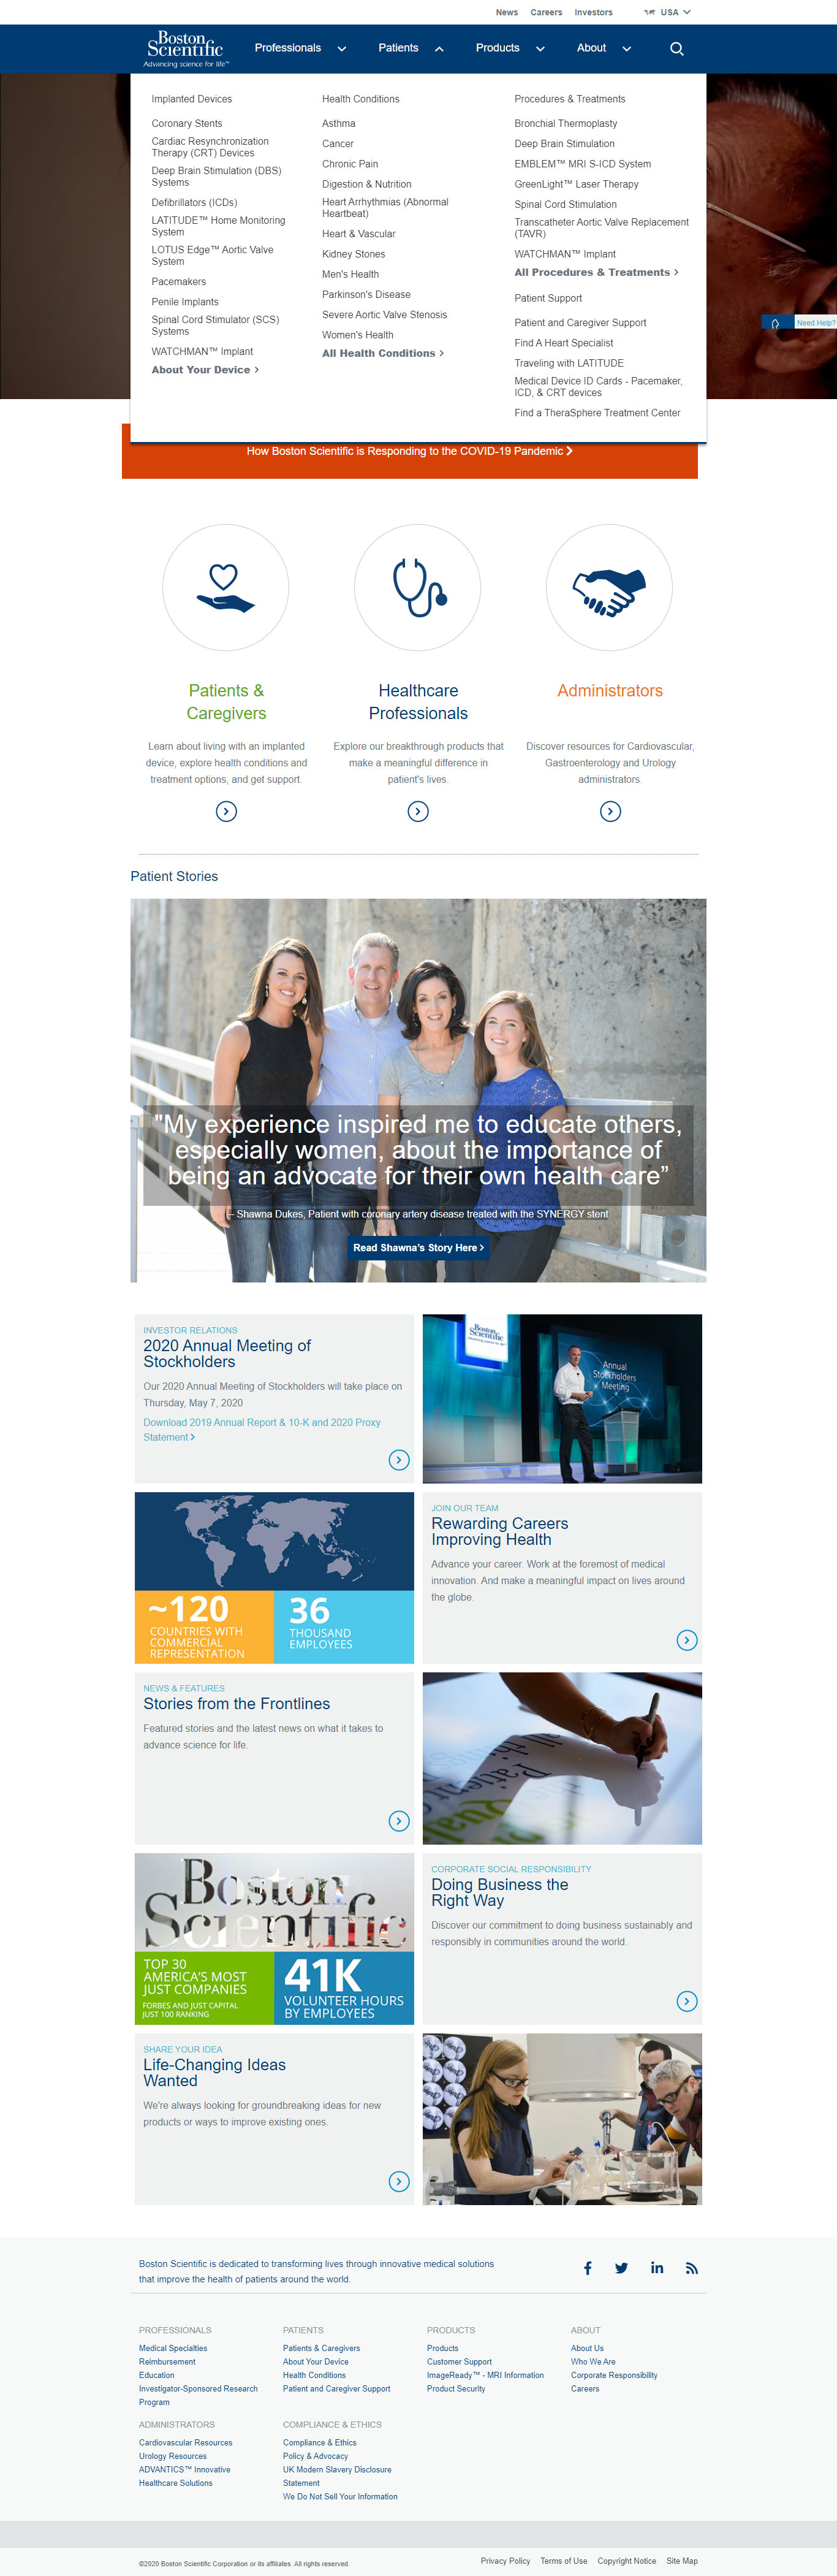 News Careers Investors USA
Boston
Scientific
Advancing science for life™
Professionals Patients Products About
Implanted Devices
Coronary Stents
Cardiac Resynchronization
Therapy (CRT) Devices
Deep Brain Stimulation (DBS)
Systems
Defibrillators (ICDs)
LATITUDE™ Home Monitoring
System
LOTUS Edge™ Aortic Valve
System
Pacemakers
Penile Implants
Spinal Cord Stimulator (SCS)
Systems
WATCHMAN™ Implant
About Your Device
Health Conditions
Asthma
Cancer
Chronic Pain
Digestion & Nutrition
Heart Arrhythmias (Abnormal
Heartbeat)
Heart & Vascular
Kidney Stones
Men's Health
Parkinson's Disease
Severe Aortic Valve Stenosis
Women's Health
All Health Conditions
Procedures & Treatments
Bronchial Thermoplasty
Deep Brain Stimulation
EMBLEM™ MRI S-ICD System
GreenLight™ Laser Therapy
Spinal Cord Stimulation
Transcatheter Aortic Valve Replacement
(TAVR)
WATCHMAN™ Implant
All Procedures & Treatments
Patient Support
Patient and Caregiver Support
Find A Heart Specialist
Traveling with LATITUDE
Medical Device ID Cards - Pacemaker,
ICD, & CRT devices
Find a TheraSphere Treatment Center
Need Help?
How Boston Scientific is Responding to the COVID-19 Pandemic
Patients &
Caregivers
Learn about living with an implanted
device, explore health conditions and
treatment options, and get support.
Healthcare
Professionals
Explore our breakthrough products that
make a meaningful difference in
patient's lives.
Administrators
Discover resources for Cardiovascular,
Gastroenterology and Urology
administrators.
Patient Stories
"My experience inspired me to educate others,
especially women, about the importance of
being an advocate for their own health care”
– Shawna Dukes, Patient with coronary artery disease treated with the SYNERGY stent
Read Shawna’s Story Here
INVESTOR RELATIONS
2020 Annual Meeting of
Stockholders
Our 2020 Annual Meeting of Stockholders will take place on
Thursday, May 7, 2020
Download 2019 Annual Report & 10-K and 2020 Proxy
Statement
Boston
Scientific
Annual
Stockholders
Meeting
~120
COUNTRIES WITH
COMMERCIAL
REPRESENTATION
36
THOUSAND
EMPLOYEES
JOIN OUR TEAM
Rewarding Careers
Improving Health
Advance your career. Work at the foremost of medical
innovation. And make a meaningful impact on lives around
the globe.
NEWS & FEATURES
Stories from the Frontlines
Featured stories and the latest news on what it takes to
advance science for life.
Boston
Scientific
TOP 30
AMERICA'S MOST
JUST COMPANIES
FORBES AND JUST CAPITAL
JUST 100 RANKING
41K
VOLUNTEER HOURS
BY EMPLOYEES
CORPORATE SOCIAL RESPONSIBILITY
Doing Business the
Right Way
Discover our commitment to doing business sustainably and
responsibly in communities around the world.
SHARE YOUR IDEA
Life-Changing Ideas
Wanted
We're always looking for groundbreaking ideas for new
products or ways to improve existing ones.
Boston Scientific is dedicated to transforming lives through innovative medical solutions
that improve the health of patients around the world.
PROFESSIONALS
Medical Specialties
Reimbursement
Education
Investigator-Sponsored Research
Program
PATIENTS
Patients & Caregivers
About Your Device
Health Conditions
Patient and Caregiver Support
PRODUCTS
Products
Customer Support
ImageReady™ - MRI Information
Product Security
ABOUT
About Us
Who We Are
Corporate Responsibility
Careers
ADMINISTRATORS
Cardiovascular Resources
Urology Resources
ADVANTICS™ Innovative
Healthcare Solutions
COMPLIANCE & ETHICS
Compliance & Ethics
Policy & Advocacy
UK Modern Slavery Disclosure
Statement
We Do Not Sell Your Information
©2020 Boston Scientific Corporation or its affiliates. All rights reserved.
Privacy Policy Terms of Use Copyright Notice Site Map